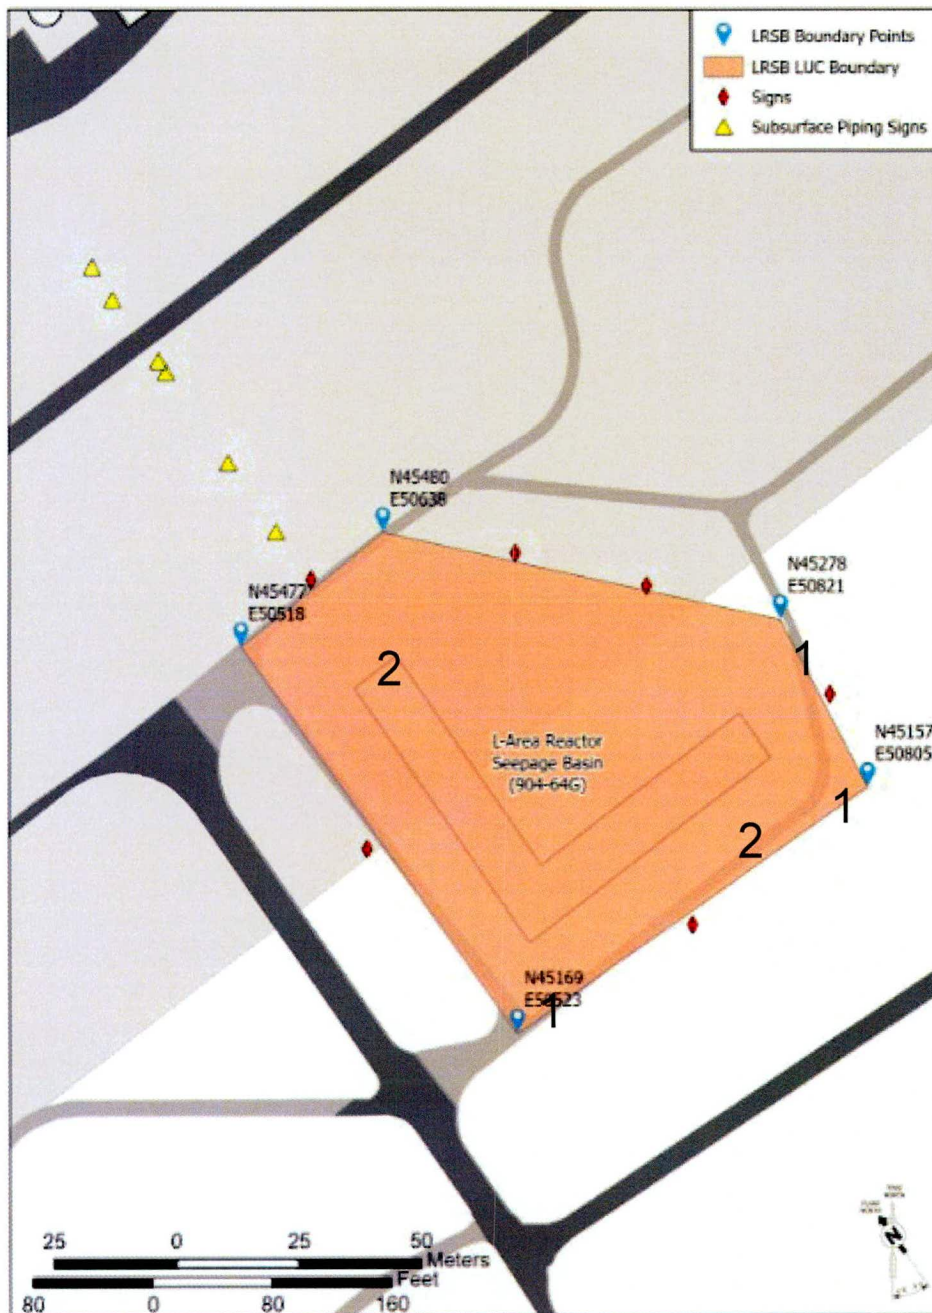 LRSB Boundary Points
LRSB LUC Boundary
Signs
Subsurface Piping Signs
N45480
E50638
N45477
E50518
N45278
E50821
1
2
L-Area Reactor
Seepage Basin
(904-64G)
N45157
E50805
1
2
N45169
1
25 0 25 50
Meters
Feet
80 0 80 160
N